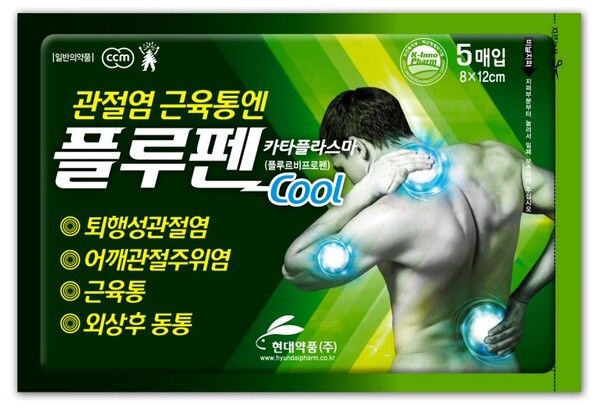 |일반의약품|
ccm
K-Inno
Pharm
5매입
8×12cm
관절염 근육통엔
플루펜
카타플라스마
(플루르비프로펜)
Cool
퇴행성관절염
어깨관절주위염
근육통
외상후 동통
현대약품(주)
www.hyundaipharm.co.kr